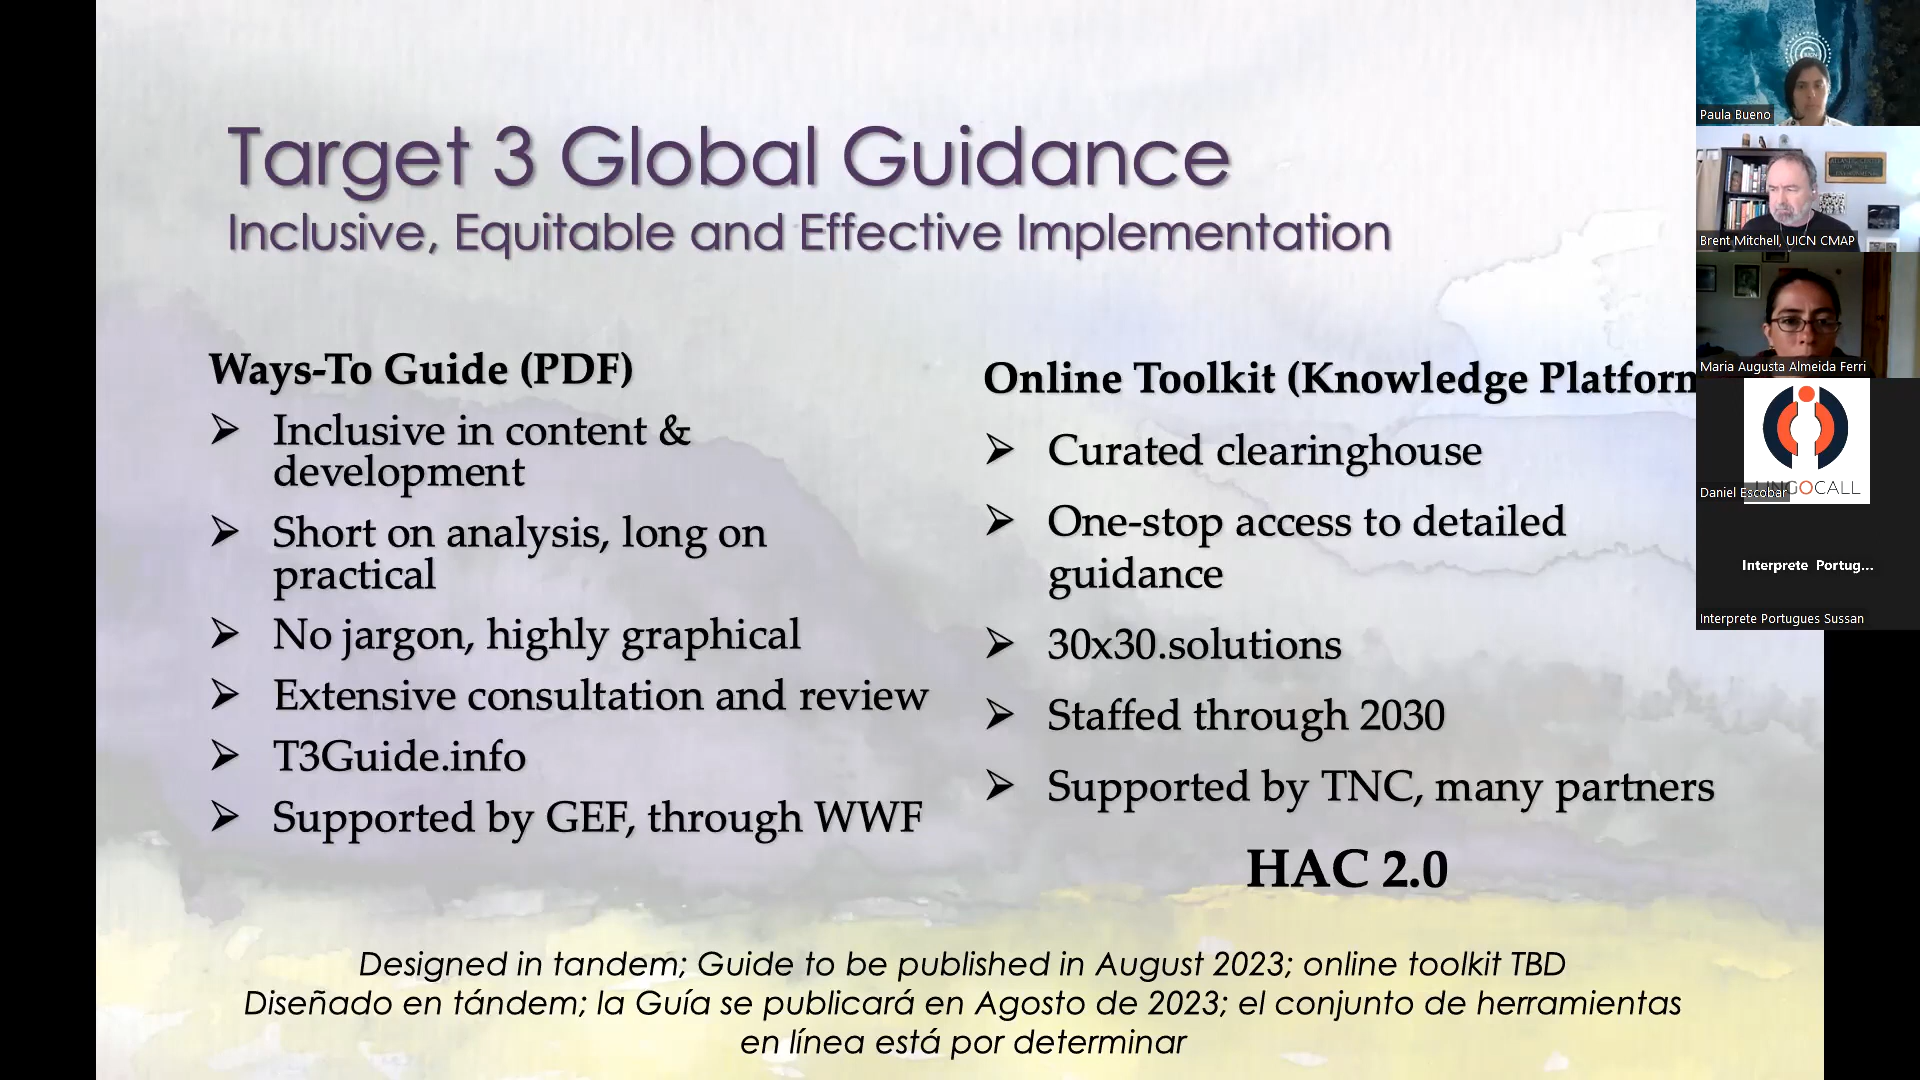 Target 3 Global Guidance
Inclusive, Equitable and Effective Implementation
Ways-To Guide (PDF)
Inclusive in content &
development
Short on analysis, long on
practical
No jargon, highly graphical
Extensive consultation and review
T3Guide.info
Supported by GEF, through WWF
Online Toolkit (Knowledge Platform
Curated clearinghouse
One-stop access to detailed
guidance
30x30.solutions
Staffed through 2030
Supported by TNC, many partners
HAC 2.0
Designed in tandem; Guide to be published in August 2023; online toolkit TBD
Diseñado en tándem; la Guía se publicará en Agosto de 2023; el conjunto de herramientas
en línea está por determinar
Paula Bueno
Brent Mitchell, UICN CMAP
Maria Augusta Almeida Ferri
LINGOCALL
Daniel Escobar
Interprete Portug...
Interprete Portugues Sussan